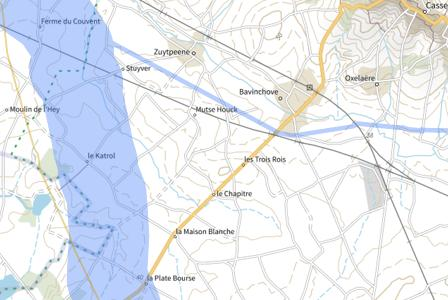 Casse
Ferme du Couvent
Zuytpeene
Stuyver
Oxelaëre
Bavinchove
Moulin de l'Hey
Mutse Houck
le Katrol
les Trois Rois
le Chapitre
la Maison Blanche
la Plate Bourse